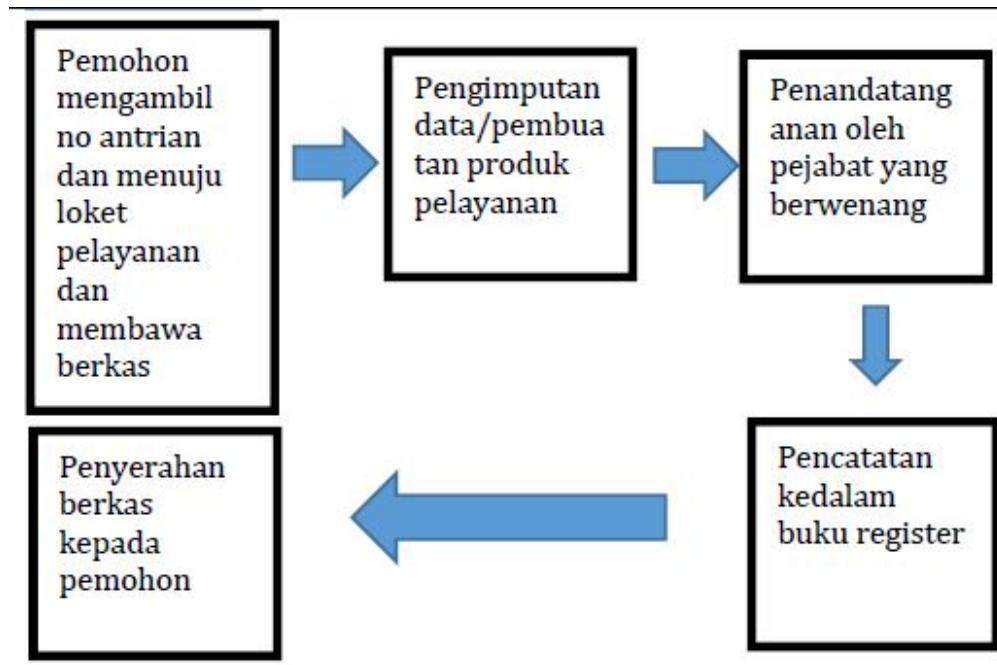 Pemohon
mengambil
no antrian
dan menuju
loket
pelayanan
dan
membawa
berkas
Pengimputan
data/pembua
tan produk
pelayanan
Penandatang
anan oleh
pejabat yang
berwenang
Pencatatan
kedalam
buku register
Penyerahan
berkas
kepada
pemohon